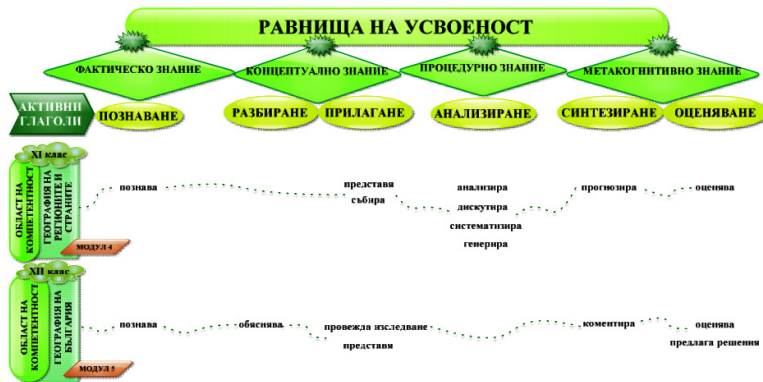 РАВНИЩА НА УСВОЕНОСТ
ФАКТИЧЕСКО ЗНАНИЕ
КОНЦЕПТУАЛНО ЗНАНИЕ
ПРОЦЕДУРНО ЗНАНИЕ
МЕТАКОГНИТИВНО ЗНАНИЕ
АКТИВНИ
ГЛАГОЛИ
ПОЗНАВАНЕ
РАЗБИРАНЕ
ПРИЛАГАНЕ
АНАЛИЗИРАНЕ
СИНТЕЗИРАНЕ
ОЦЕНЯВАНЕ
XI клас
ОБЛАСТ НА
КОМПЕТЕНТНОСТ
ГЕОГРАФИЯ НА
РЕГИОНИТЕ И
СТРАНИТЕ
МОДУЛ 4
познава
представя
събира
анализира
дискутира
систематизира
генерира
прогнозира
оценява
XII клас
ОБЛАСТ НА
КОМПЕТЕНТНОСТ
ГЕОГРАФИЯ НА
БЪЛГАРИЯ
МОДУЛ 5
познава
обяснява
провежда изследване
представя
коментира
оценява
предлага решения